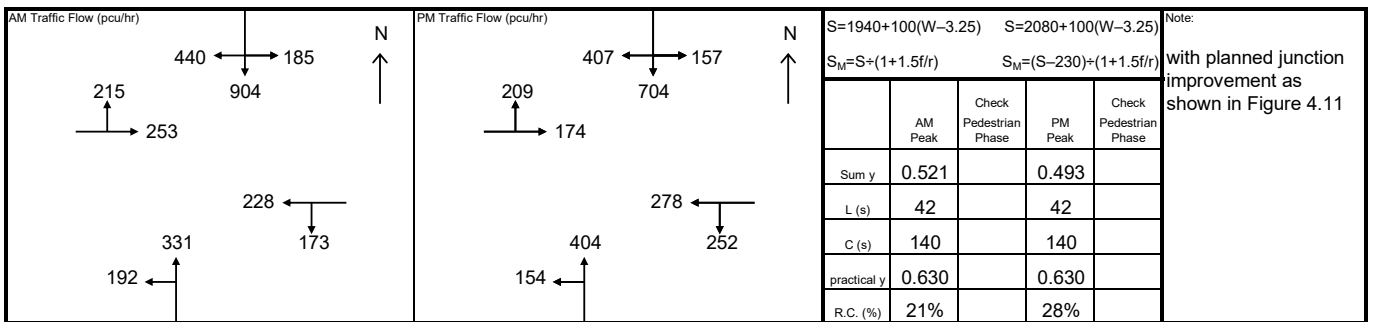 AM Traffic Flow (pcu/hr)
N
440
185
904
215
253
228
173
331
192
PM Traffic Flow (pcu/hr)
N
407
157
704
209
174
278
252
404
154
S=1940+100(W–3.25) S=2080+100(W–3.25)
SM=S÷(1+1.5f/r) SM=(S–230)÷(1+1.5f/r)
AM Peak Check Pedestrian Phase PM Peak Check Pedestrian Phase
Sum y 0.521 0.493
L (s) 42 42
C (s) 140 140
practical y 0.630 0.630
R.C. (%) 21% 28%
Note:
with planned junction
improvement as
shown in Figure 4.11